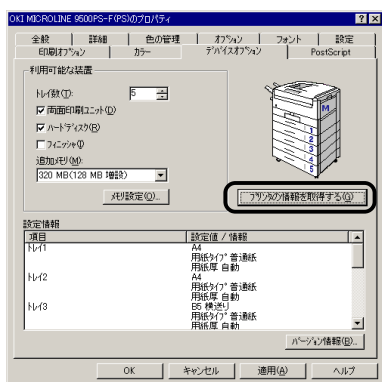 OKI MICROLINE 9500PS-F(PS)のプロパティ
全般 詳細 色の管理 オプション フォント 設定
EDI印刷オプション カラー デバイスオプション PostScript
利用可能な装置
トレイ数(T): 5
両面印刷ユニット(D)
ハードディスク(R)
フィニッシャ(I)
追加メモリ(M):
320 MB(128 MB 増設)
メモリ設定(O)...
プリンタの情報を取得する(G)
M
1
2
3
4
5
設定情報
項目 設定値 / 情報
トレイ1 A4
用紙タイプ 普通紙
用紙厚 自動
トレイ2 A4
用紙タイプ 普通紙
用紙厚 自動
トレイ3 B5 横送り
用紙タイプ 普通紙
用紙厚 自動
バージョン情報(B)...
OK キャンセル 適用(A) ヘルプ